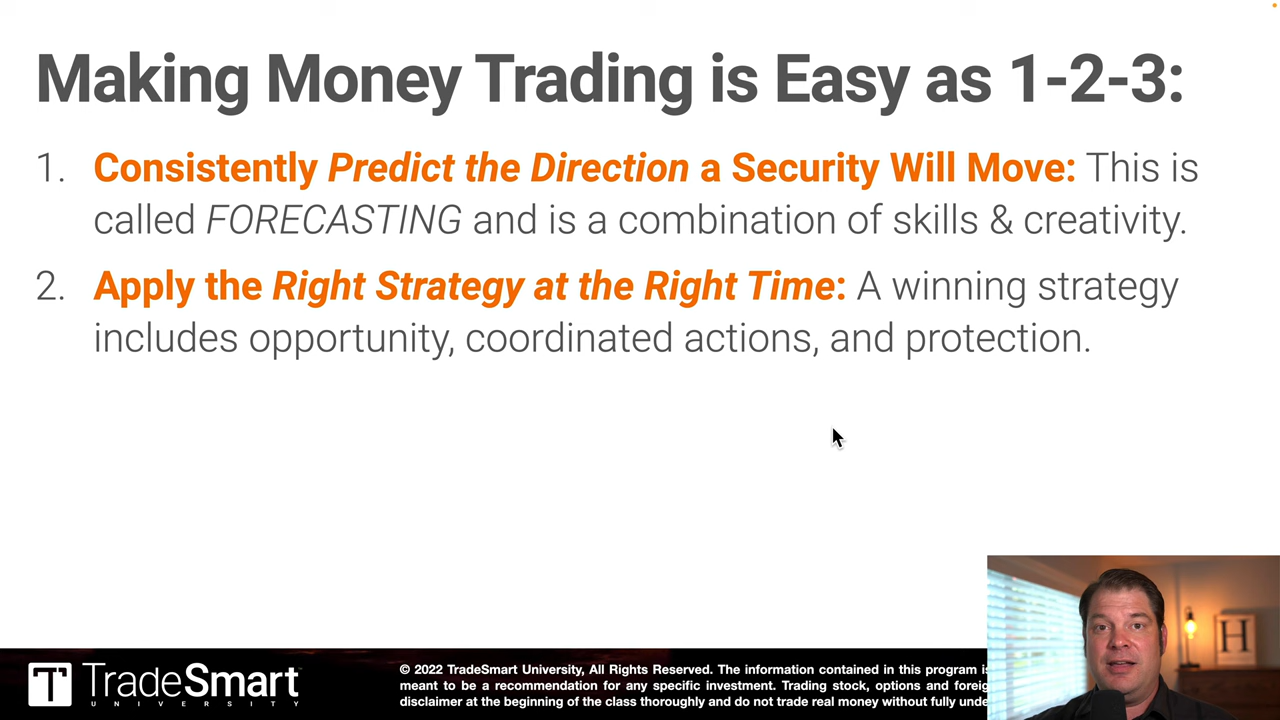 Making Money Trading is Easy as 1-2-3:
1. Consistently Predict the Direction a Security Will Move: This is
called FORECASTING and is a combination of skills & creativity.
2. Apply the Right Strategy at the Right Time: A winning strategy
includes opportunity, coordinated actions, and protection.
H
T TradeSmart
UNIVERSITY
© 2022 TradeSmart University, All Rights Reserved. The information contained in this program is
meant to be a recommendation for any specific investment. Trading stock, options and
disclaimer at the beginning of the class thoroughly and do not trade real money without fully